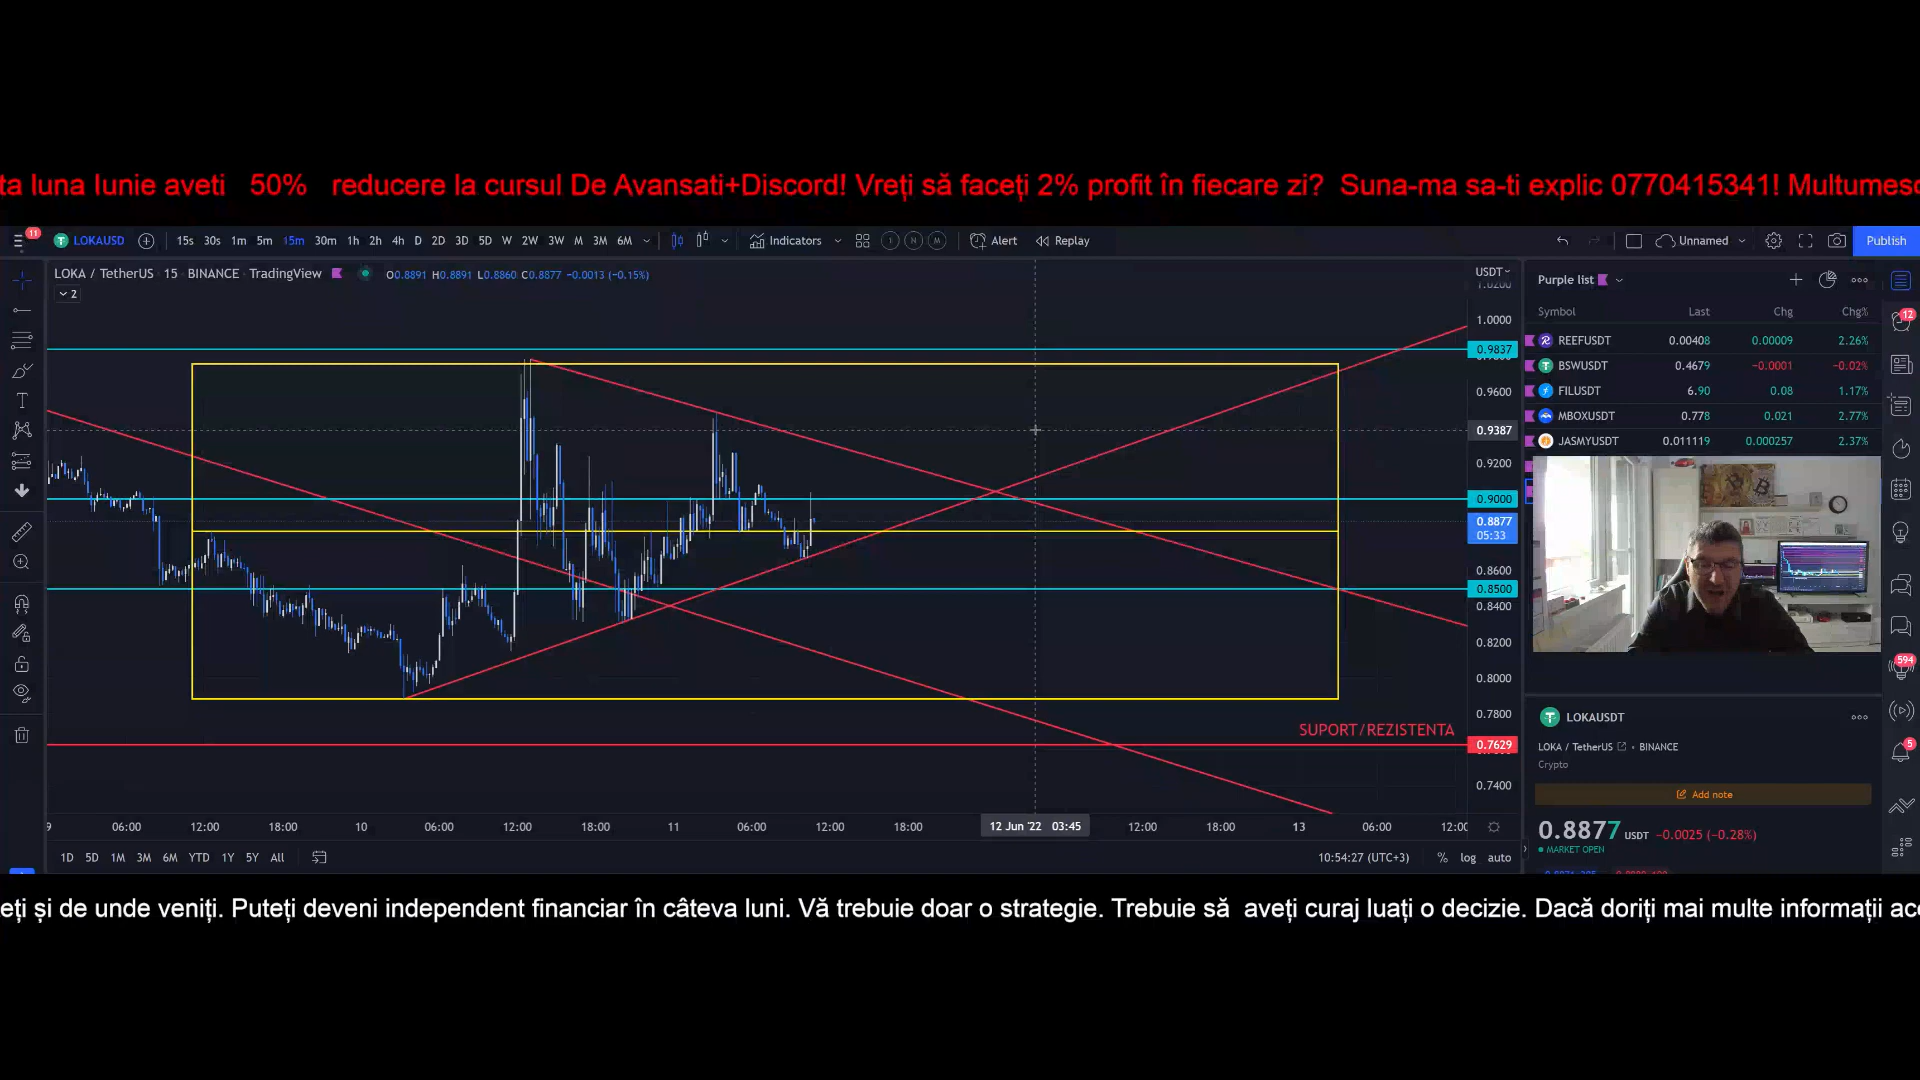 ta luna Iunie aveti   50%   reducere la cursul De Avansati+Discord! Vreți să faceți 2% profit în fiecare zi?  Suna-ma sa-ti explic 0770415341! Multumesc
11 LOKAUSD 15s 30s 1m 5m 15m 30m 1h 2h 4h D 2D 3D 5D W 2W 3W M 3M 6M Indicators Alert Replay Unnamed Publish
LOKA / TetherUS 15 BINANCE TradingView O0.8891 H0.8891 L0.8860 C0.8877 −0.0013 (−0.15%)
2
USDT
1.0200
1.0000
0.9837
0.9600
0.9387
0.9200
0.9000
0.8877
05:33
0.8600
0.8500
0.8400
0.8200
0.8000
0.7800
SUPORT/REZISTENTA
0.7629
0.7400
9 06:00 12:00 18:00 10 06:00 12:00 18:00 11 06:00 12:00 18:00 12 Jun '22 03:45 12:00 18:00 13 06:00 12:00
1D 5D 1M 3M 6M YTD 1Y 5Y All 10:54:27 (UTC+3) % log auto
Purple list
Symbol Last Chg Chg%
REEFUSDT 0.00408 0.00009 2.26%
BSWUSDT 0.4679 −0.0001 −0.02%
FILUSDT 6.90 0.08 1.17%
MBOXUSDT 0.778 0.021 2.77%
JASMYUSDT 0.011119 0.000257 2.37%
12
594
5
LOKAUSDT
LOKA / TetherUS • BINANCE
Crypto
Add note
0.8877 USDT −0.0025 (−0.28%)
MARKET OPEN
eți și de unde veniți. Puteți deveni independent financiar în câteva luni. Vă trebuie doar o strategie. Trebuie să  aveți curaj luați o decizie. Dacă doriți mai multe informații acc